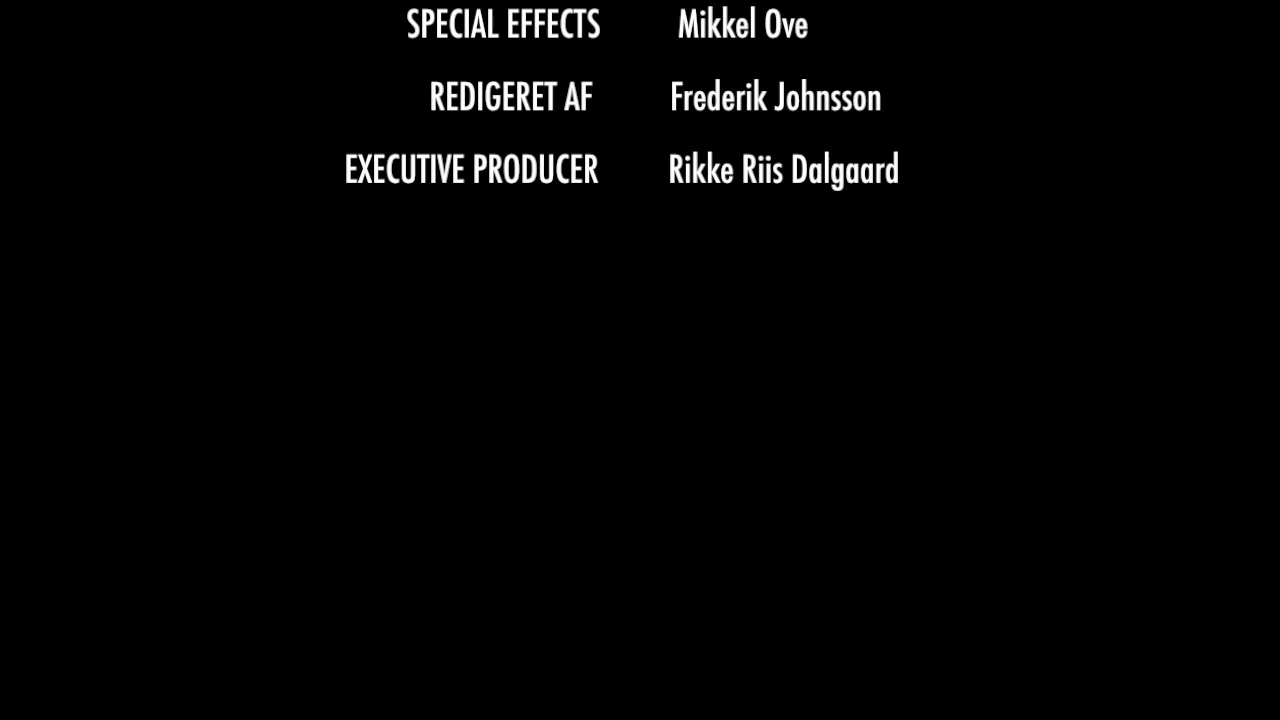 SPECIAL EFFECTS Mikkel Ove
REDIGERET AF Frederik Johnsson
EXECUTIVE PRODUCER Rikke Riis Dalgaard